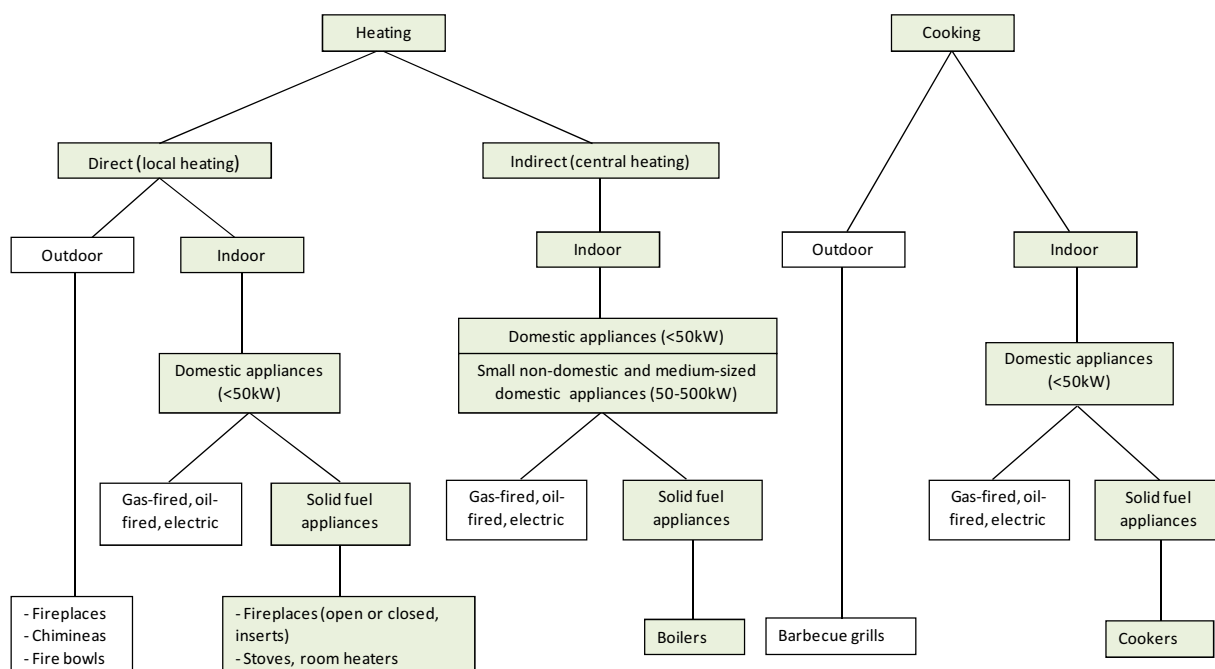 Heating
Cooking
Direct (local heating)
Indirect (central heating)
Outdoor
Indoor
Indoor
Outdoor
Indoor
Domestic appliances (<50kW)
Small non-domestic and medium-sized
domestic appliances (50-500kW)
Domestic appliances
(<50kW)
Domestic appliances
(<50kW)
Gas-fired, oil-
fired, electric
Solid fuel
appliances
Gas-fired, oil-
fired, electric
Solid fuel
appliances
Gas-fired, oil-
fired, electric
Solid fuel
appliances
- Fireplaces
- Chimineas
- Fire bowls
- Fireplaces (open or closed,
inserts)
- Stoves, room heaters
Boilers
Barbecue grills
Cookers